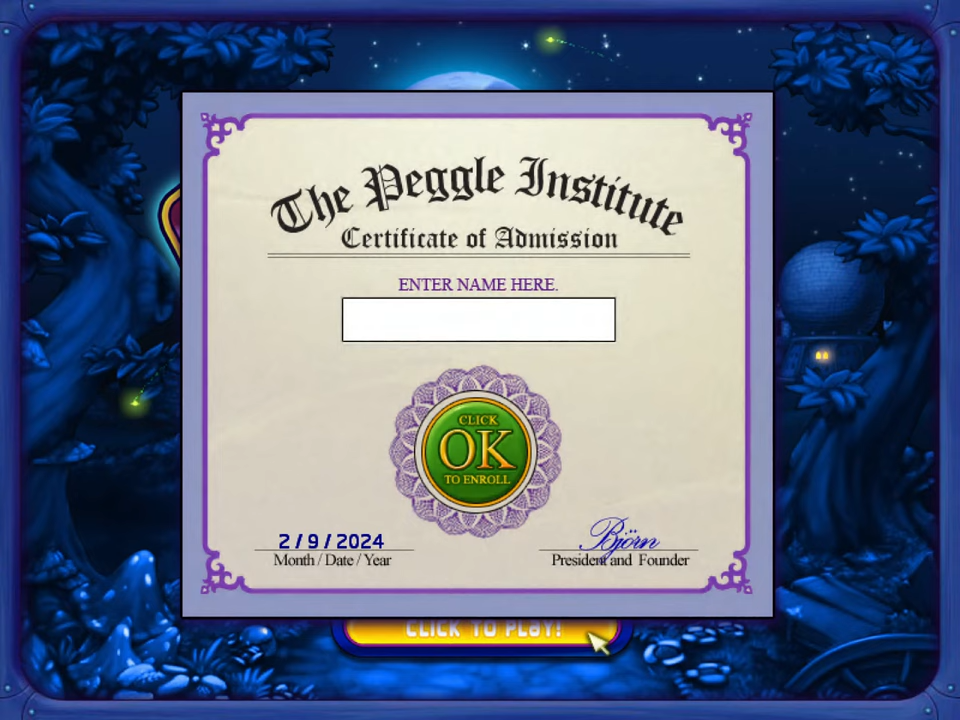 The Peggle Institute
Certificate of Admission
ENTER NAME HERE.
CLICK
OK
TO ENROLL
2/9/2024
Month / Date / Year
Björn
President and Founder
CLICK TO PLAY!